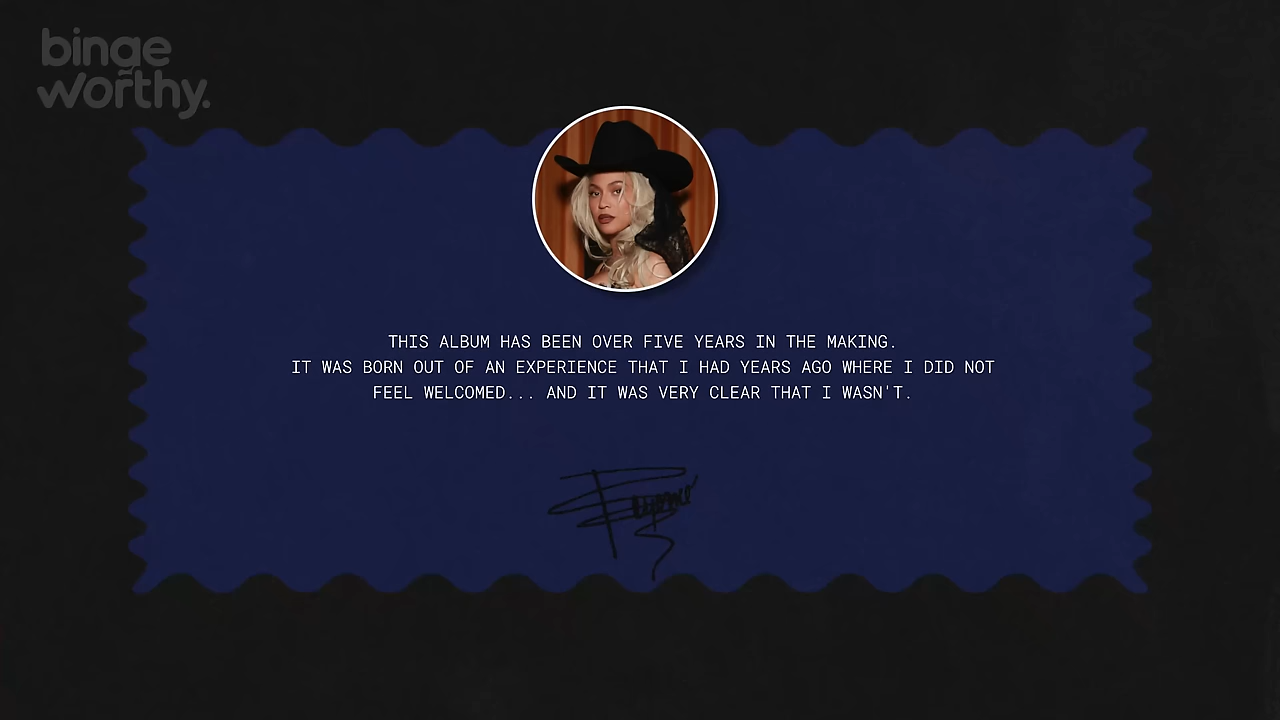 binge
worthy.
THIS ALBUM HAS BEEN OVER FIVE YEARS IN THE MAKING.
IT WAS BORN OUT OF AN EXPERIENCE THAT I HAD YEARS AGO WHERE I DID NOT
FEEL WELCOMED... AND IT WAS VERY CLEAR THAT I WASN'T.
Beyoncé